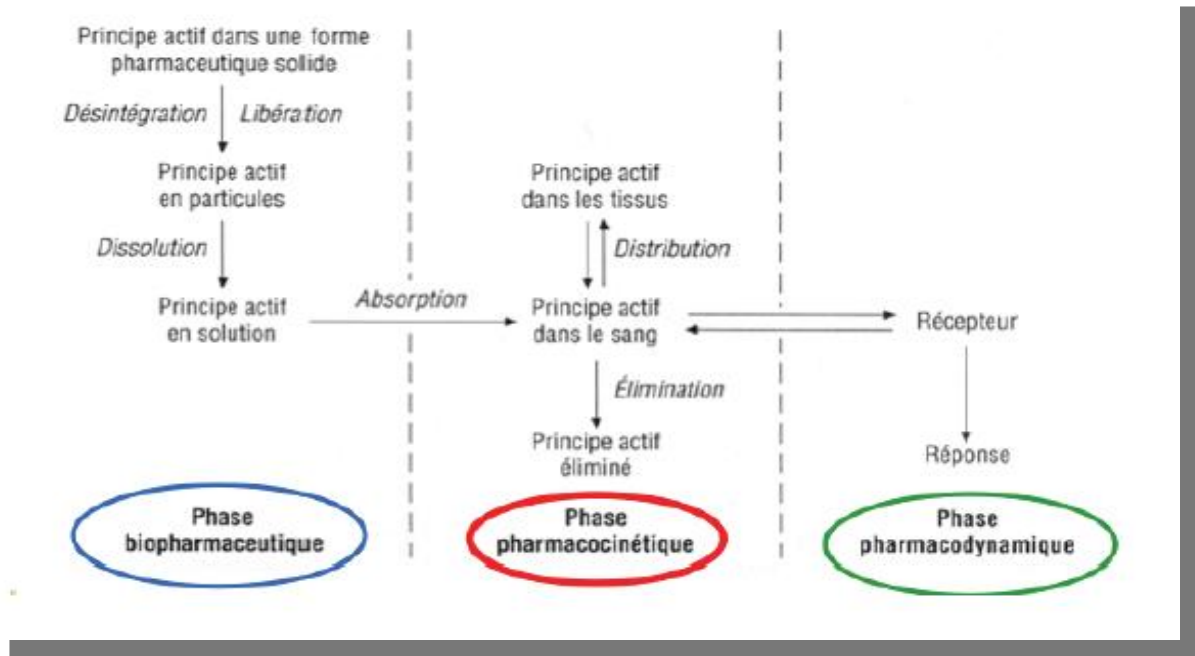 Principe actif dans une forme
pharmaceutique solide
Désintégration
Libération
Principe actif
en particules
Dissolution
Principe actif
en solution
Absorption
Principe actif
dans les tissus
Distribution
Principe actif
dans le sang
Élimination
Principe actif
éliminé
Récepteur
Réponse
Phase
biopharmaceutique
Phase
pharmacocinétique
Phase
pharmacodynamique